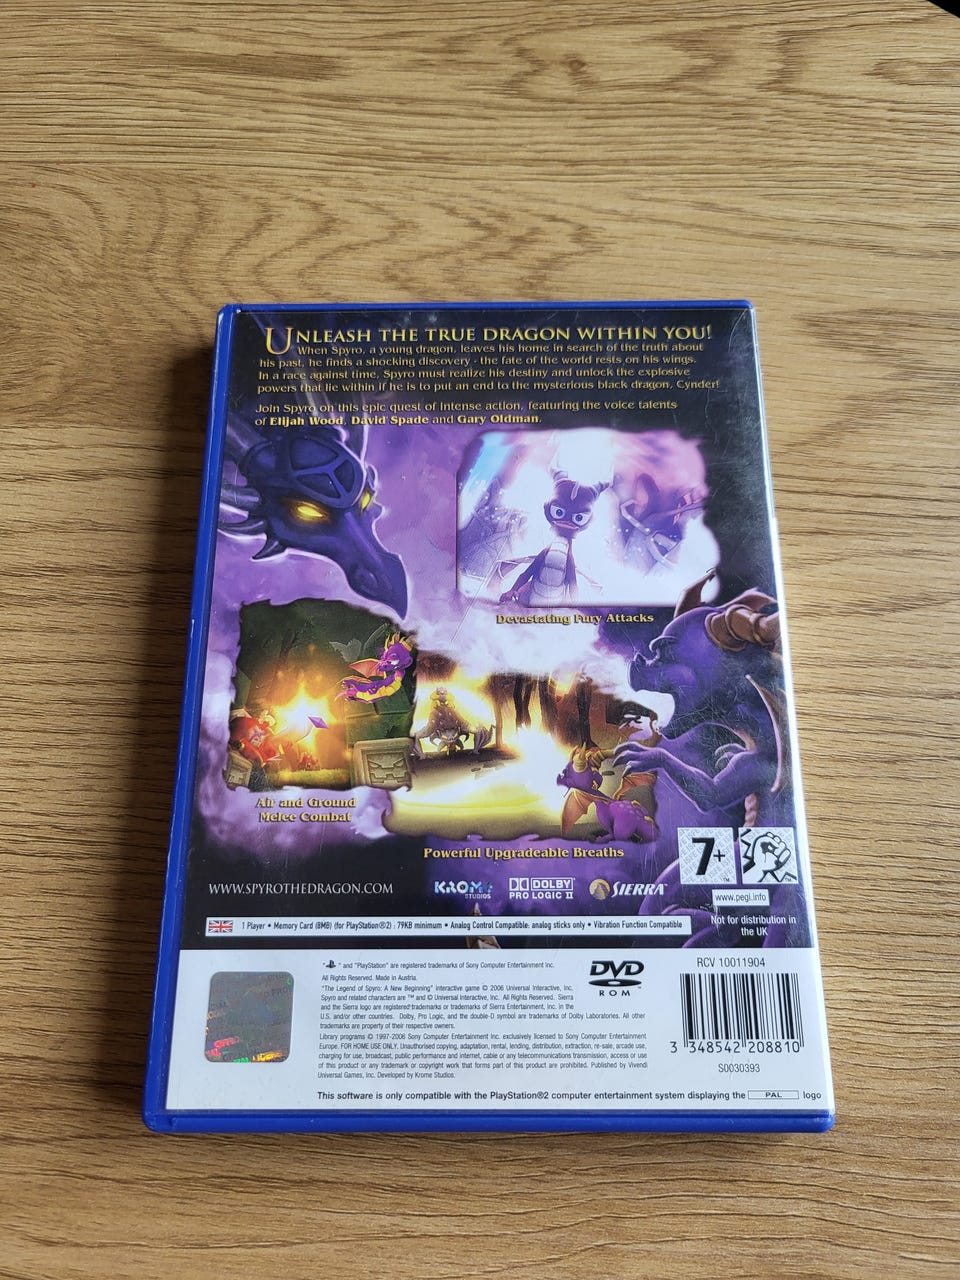 UNLEASH THE TRUE DRAGON WITHIN YOU!
When Spyro, a young dragon, leaves his home in search of the truth about
his past, he finds a shocking discovery - the fate of the world rests on his wings.
In a race against time, Spyro must realize his destiny and unlock the explosive
powers that lie within if he is to put an end to the mysterious black dragon, Cynder!
Join Spyro on this epic quest of intense action, featuring the voice talents
of Elijah Wood, David Spade and Gary Oldman.
Devastating Fury Attacks
Air and Ground
Melee Combat
Powerful Upgradeable Breaths
7+
WWW.SPYROTHEDRAGON.COM
KROME
STUDIOS
DOLBY
PRO LOGIC II
SIERRA™
www.pegi.info
Not for distribution in
the UK
1 Player • Memory Card (8MB) (for PlayStation®2) : 79KB minimum • Analog Control Compatible: analog sticks only • Vibration Function Compatible
" " and "PlayStation" are registered trademarks of Sony Computer Entertainment Inc.
All Rights Reserved. Made in Austria.
"The Legend of Spyro: A New Beginning" interactive game © 2006 Universal Interactive, Inc.
Spyro and related characters are ™ and © Universal Interactive, Inc. All Rights Reserved. Sierra
and the Sierra logo are registered trademarks or trademarks of Sierra Entertainment, Inc. in the
U.S. and/or other countries. Dolby, Pro Logic, and the double-D symbol are trademarks of Dolby Laboratories. All other
trademarks are property of their respective owners.
Library programs © 1997-2006 Sony Computer Entertainment Inc. exclusively licensed to Sony Computer Entertainment
Europe. FOR HOME USE ONLY. Unauthorised copying, adaptation, rental, lending, distribution, extraction, re-sale, arcade use,
charging for use, broadcast, public performance and internet, cable or any telecommunications transmission, access or use
of this product or any trademark or copyright work that forms part of this product are prohibited. Published by Vivendi
Universal Games, Inc. Developed by Krome Studios.
DVD
ROM
RCV 10011904
3 348542 208810
S0030393
This software is only compatible with the PlayStation®2 computer entertainment system displaying the PAL logo